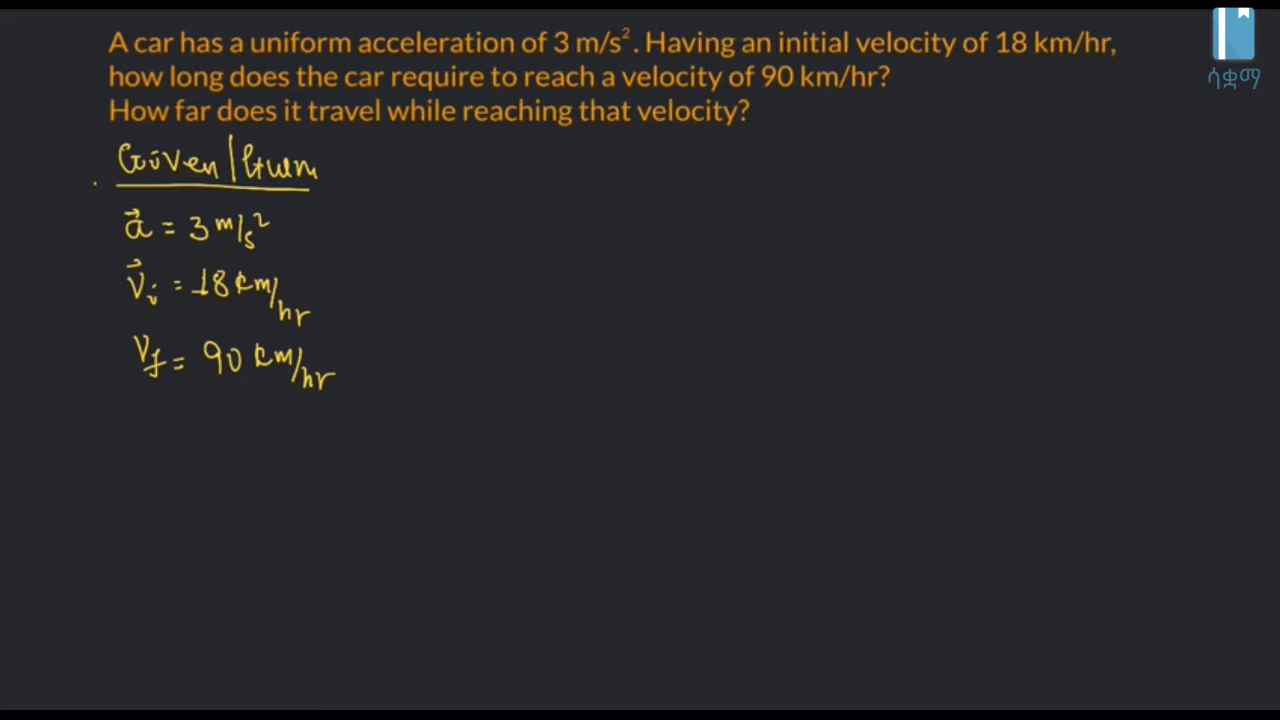 A car has a uniform acceleration of 3 m/s². Having an initial velocity of 18 km/hr,
how long does the car require to reach a velocity of 90 km/hr?
How far does it travel while reaching that velocity?
ሳቋማ
Given |
a⃗ = 3 m/s²
v⃗ᵢ = 18 km/hr
V_f = 90 km/hr